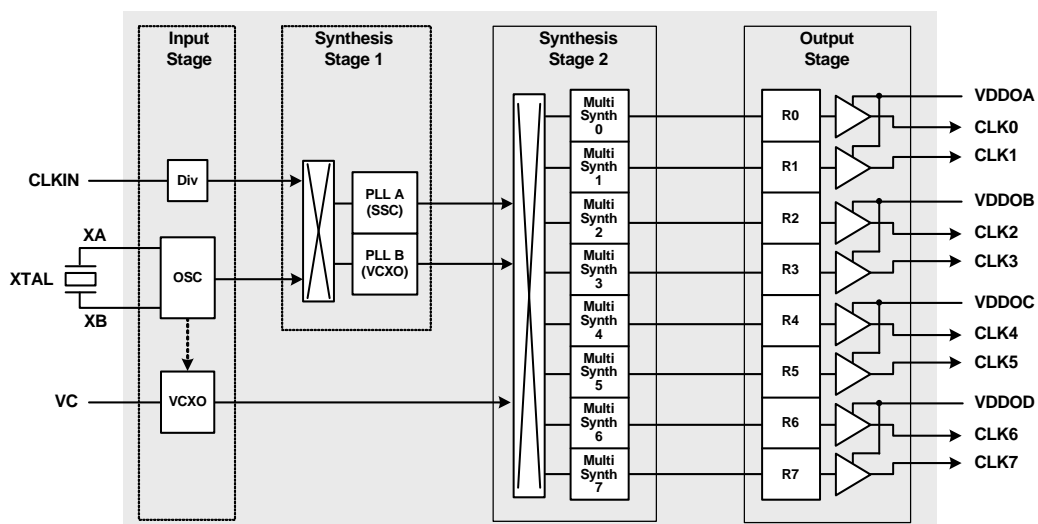 Input
Stage
Synthesis
Stage 1
Synthesis
Stage 2
Output
Stage
CLKIN
XA
XTAL
XB
VC
Div
OSC
VCXO
PLL A
(SSC)
PLL B
(VCXO)
Multi
Synth
0
Multi
Synth
1
Multi
Synth
2
Multi
Synth
3
Multi
Synth
4
Multi
Synth
5
Multi
Synth
6
Multi
Synth
7
R0
R1
R2
R3
R4
R5
R6
R7
VDDOA
CLK0
CLK1
VDDOB
CLK2
CLK3
VDDOC
CLK4
CLK5
VDDOD
CLK6
CLK7